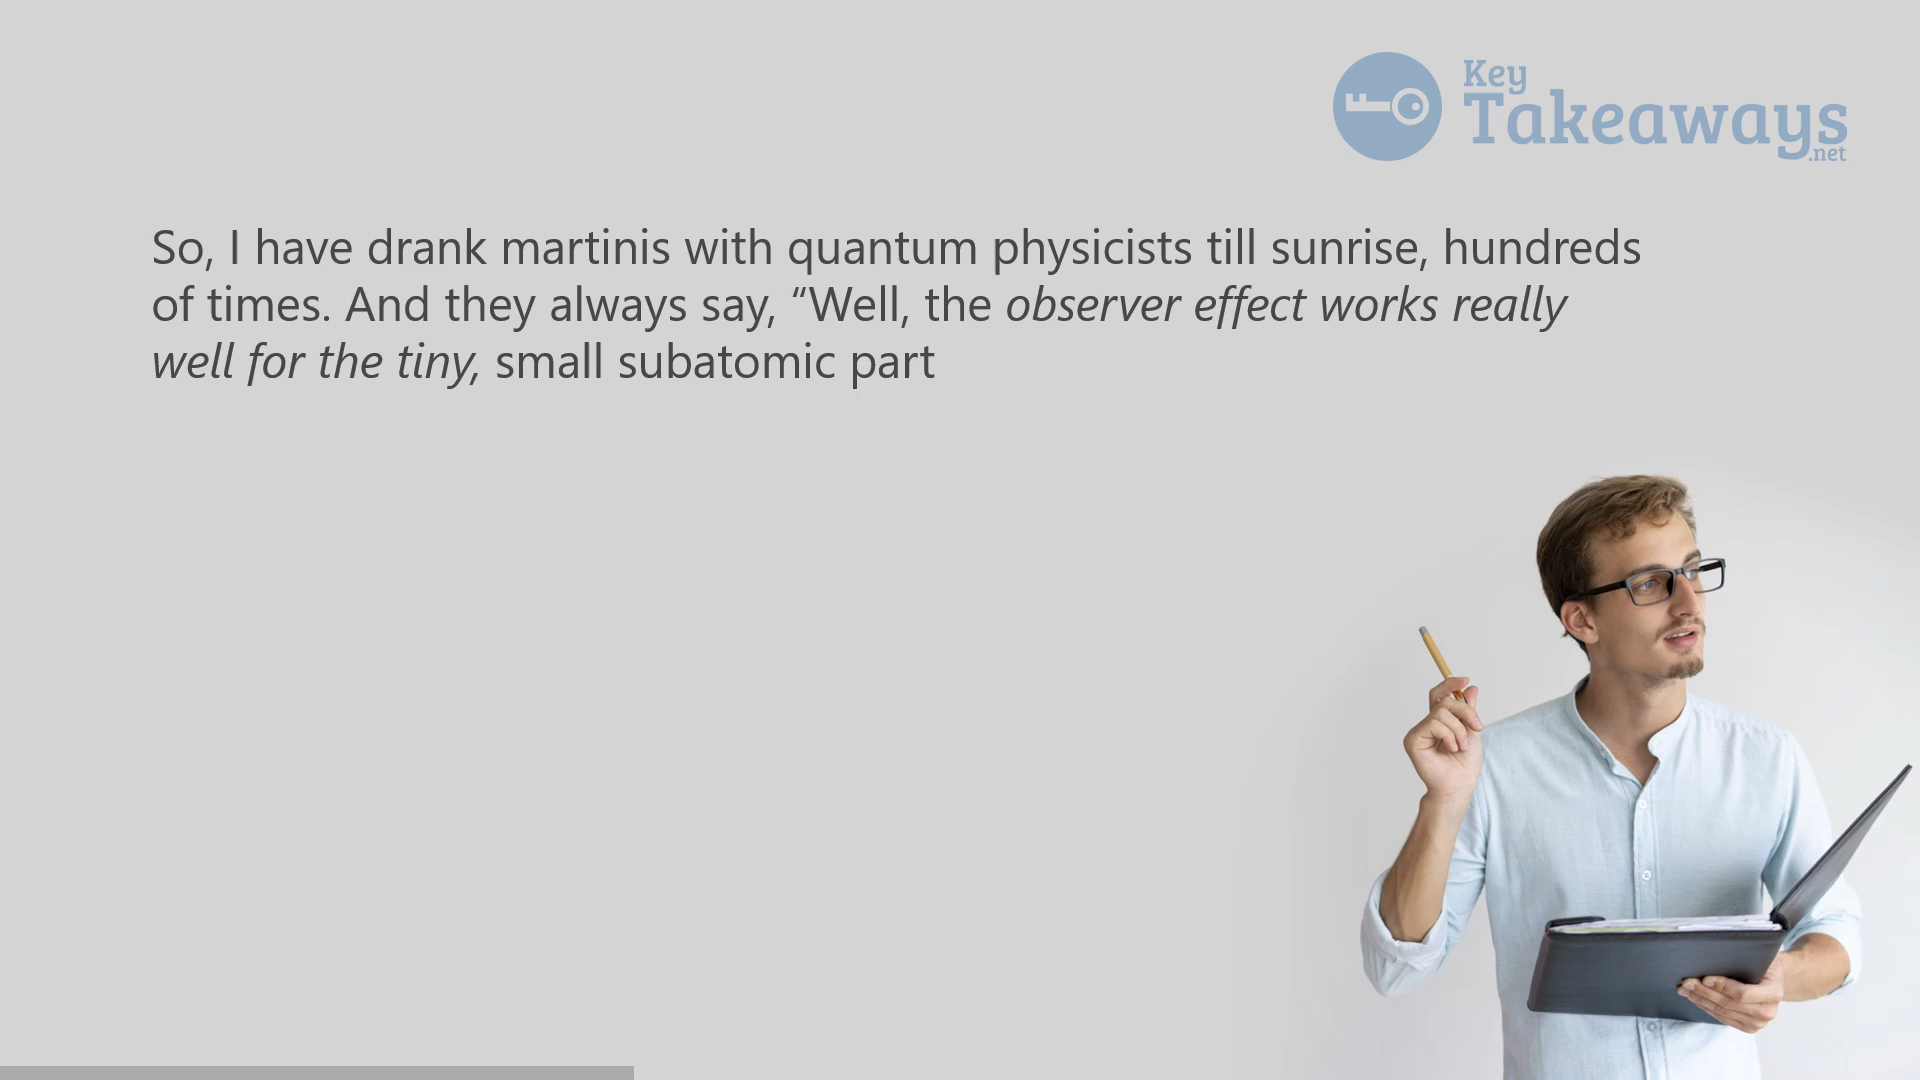 Key
Takeaways
.net
So, I have drank martinis with quantum physicists till sunrise, hundreds
of times. And they always say, “Well, the observer effect works really
well for the tiny, small subatomic part